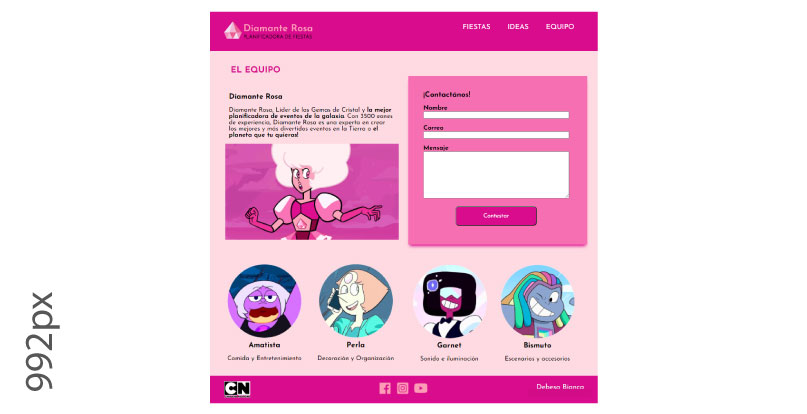 Diamante Rosa
PLANIFICADORA DE FIESTAS
FIESTAS IDEAS EQUIPO
EL EQUIPO
Diamante Rosa
Diamante Rosa, Líder de las Gemas de Cristal y la mejor
planificadora de eventos de la galaxia. Con 3500 eones
de experiencia, Diamante Rosa es una experta en crear
los mejores y más divertidos eventos en la Tierra o el
planeta que tu quieras!
¡Contactános!
Nombre
Correo
Mensaje
Contestar
Amatista
Comida y Entretenimiento
Perla
Decoración y Organización
Garnet
Sonido e iluminación
Bismuto
Escenarios y accesorios
CN
Debesa Bianca
992px